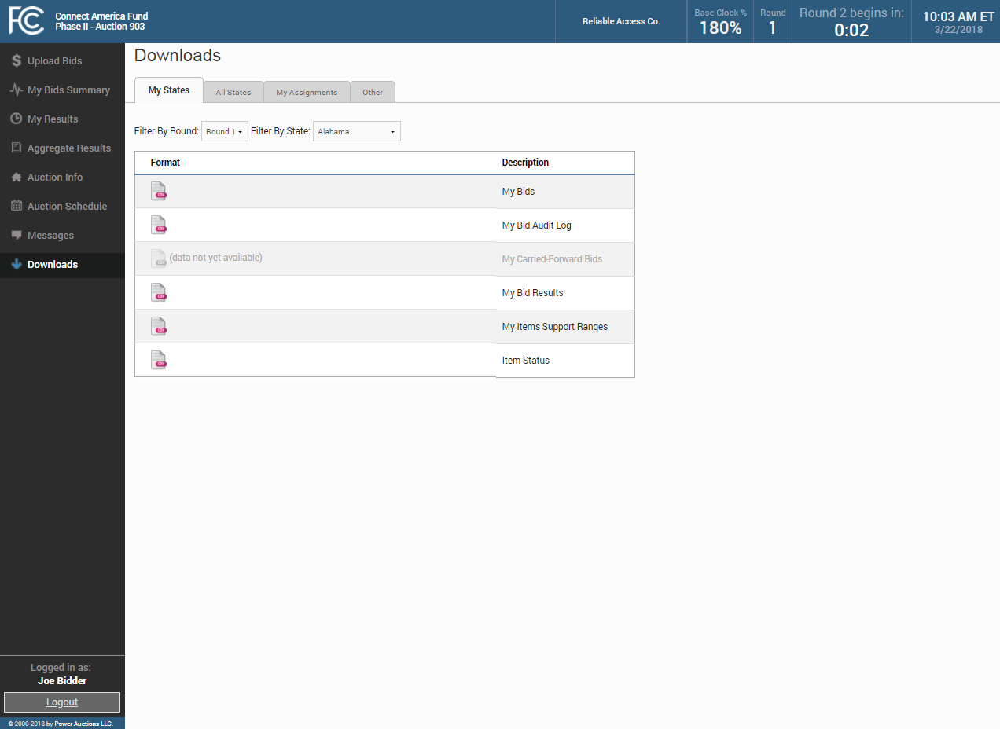 FCC
Connect America Fund
Phase II - Auction 903
Reliable Access Co.
Base Clock %
180%
Round
1
Round 2 begins in:
0:02
10:03 AM ET
3/22/2018
Upload Bids
My Bids Summary
My Results
Aggregate Results
Auction Info
Auction Schedule
Messages
Downloads
Logged in as:
Joe Bidder
Logout
© 2000-2018 by Power Auctions LLC.
Downloads
My States
All States
My Assignments
Other
Filter By Round: Round 1 Filter By State: Alabama
Format Description
CSV My Bids
CSV My Bid Audit Log
CSV (data not yet available) My Carried-Forward Bids
CSV My Bid Results
CSV My Items Support Ranges
CSV Item Status